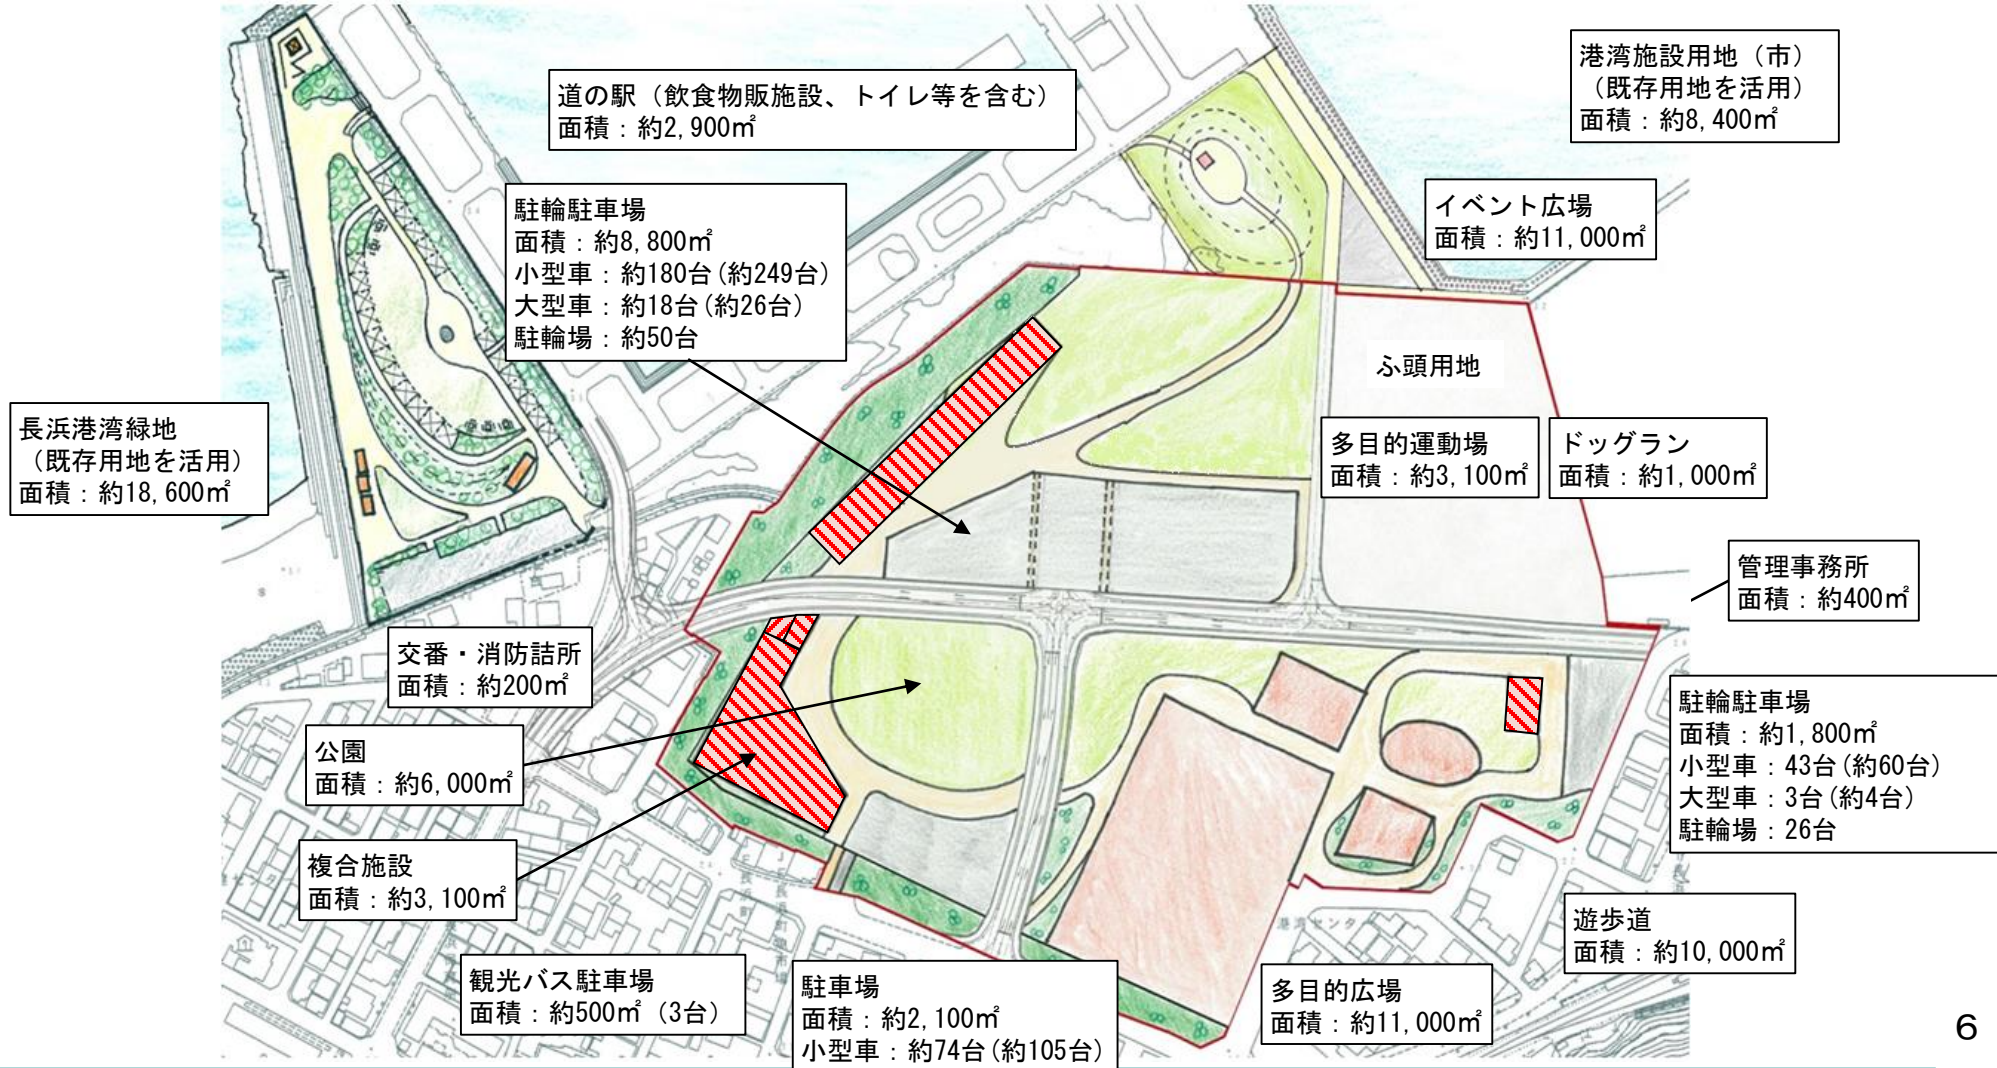 港湾施設用地（市）
（既存用地を活用）
面積：約8,400㎡
道の駅（飲食物販施設、トイレ等を含む）
面積：約2,900㎡
駐輪駐車場
面積：約8,800㎡
小型車：約180台(約249台)
大型車：約18台(約26台)
駐輪場：約50台
イベント広場
面積：約11,000㎡
ふ頭用地
長浜港湾緑地
（既存用地を活用）
面積：約18,600㎡
多目的運動場
面積：約3,100㎡
ドッグラン
面積：約1,000㎡
管理事務所
面積：約400㎡
交番・消防詰所
面積：約200㎡
駐輪駐車場
面積：約1,800㎡
小型車：43台(約60台)
大型車：3台(約4台)
駐輪場：26台
公園
面積：約6,000㎡
複合施設
面積：約3,100㎡
港湾センタ
遊歩道
面積：約10,000㎡
観光バス駐車場
面積：約500㎡（3台）
駐車場
面積：約2,100㎡
小型車：約74台(約105台)
多目的広場
面積：約11,000㎡
6